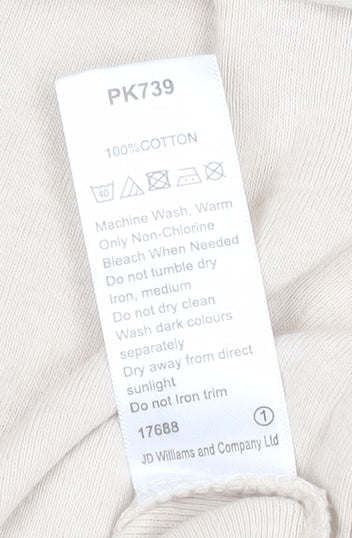 PK739
100%COTTON
40
Machine Wash, Warm
Only Non-Chlorine
Bleach When Needed
Do not tumble dry
Iron, medium
Do not dry clean
Wash dark colours
separately
Dry away from direct
sunlight
Do not Iron trim
17688 1
JD Williams and Company Ltd